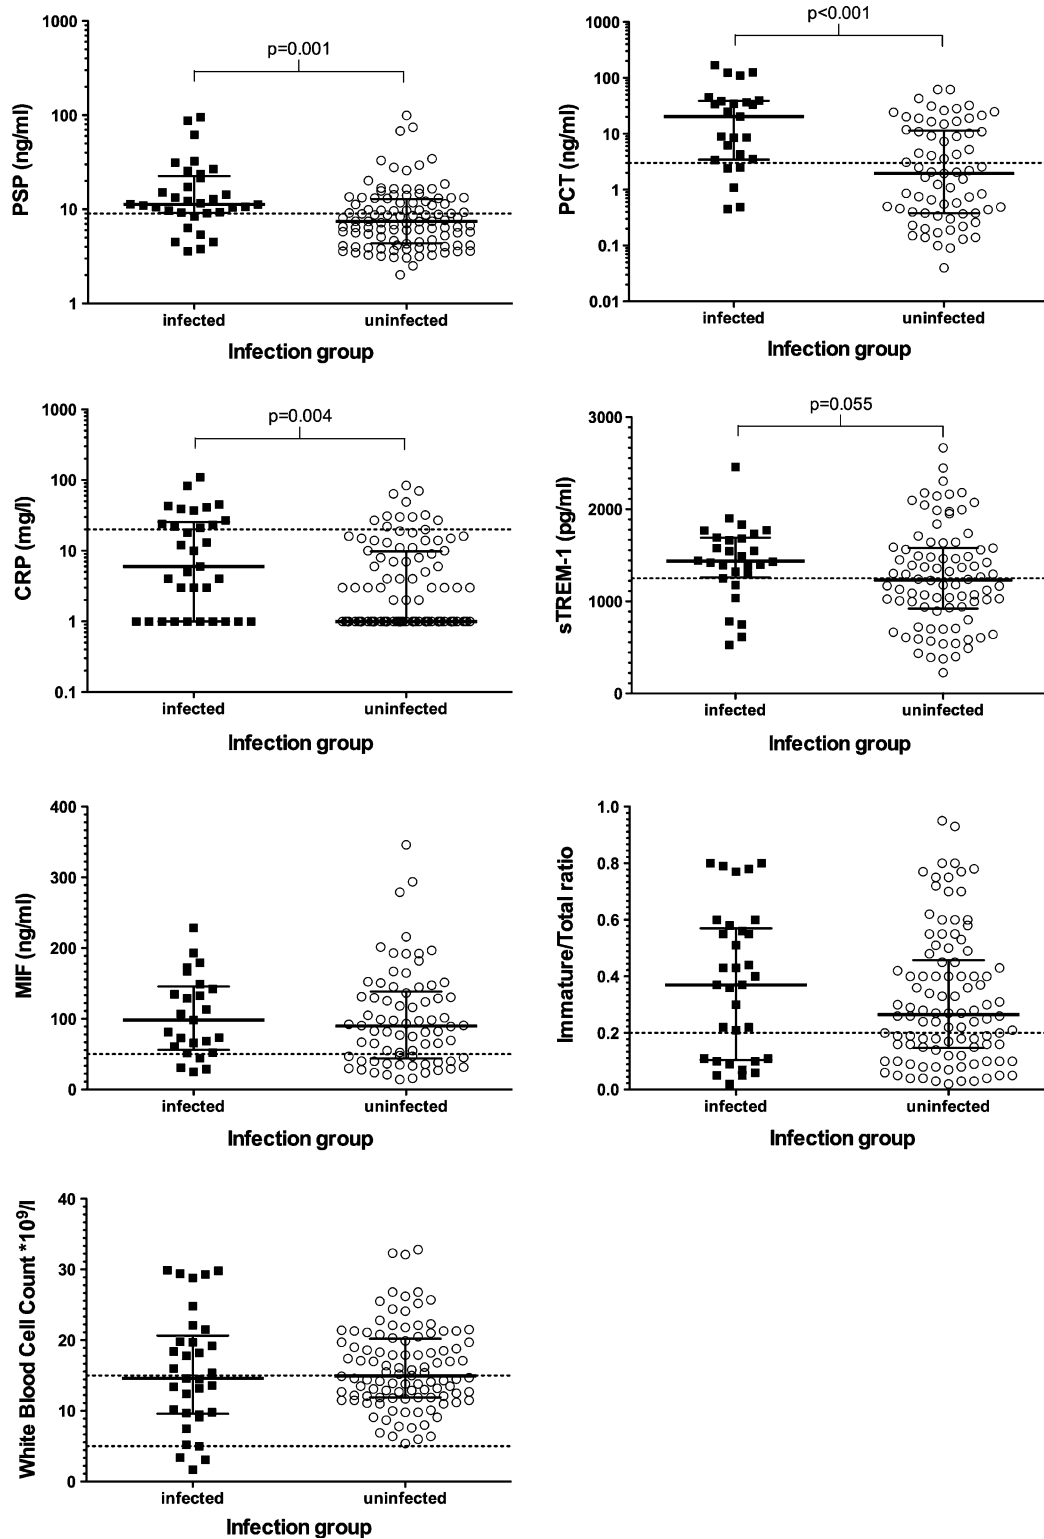 p=0.001
PSP (ng/ml)
1000
100
10
1
infected uninfected
Infection group
p<0.001
PCT (ng/ml)
1000
100
10
1
0.1
0.01
infected uninfected
Infection group
p=0.004
CRP (mg/l)
1000
100
10
1
0.1
infected uninfected
Infection group
p=0.055
sTREM-1 (pg/ml)
3000
2000
1000
0
infected uninfected
Infection group
MIF (ng/ml)
400
300
200
100
0
infected uninfected
Infection group
Immature/Total ratio
1.0
0.8
0.6
0.4
0.2
0.0
infected uninfected
Infection group
White Blood Cell Count *10⁹/l
40
30
20
10
0
infected uninfected
Infection group